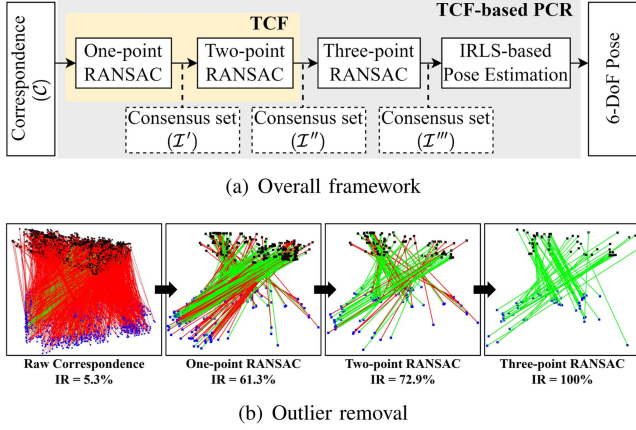 TCF-based PCR
TCF
Correspondence
(𝒞)
One-point
RANSAC
Two-point
RANSAC
Three-point
RANSAC
IRLS-based
Pose Estimation
6-DoF Pose
Consensus set
(ℐ′)
Consensus set
(ℐ″)
Consensus set
(ℐ‴)
(a) Overall framework
Raw Correspondence
IR = 5.3%
One-point RANSAC
IR = 61.3%
Two-point RANSAC
IR = 72.9%
Three-point RANSAC
IR = 100%
(b) Outlier removal